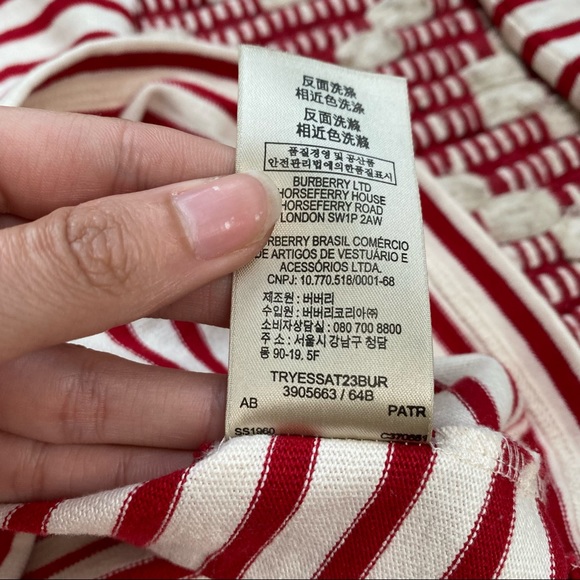 反面洗涤
相近色洗涤
反面洗滌
相近色洗滌
품질경영 및 공산품
안전관리법에의한품질표시
BURBERRY LTD
HORSEFERRY HOUSE
HORSEFERRY ROAD
LONDON SW1P 2AW
RBERRY BRASIL COMÉRCIO
DE ARTIGOS DE VESTUÁRIO E
ACESSÓRIOS LTDA.
CNPJ: 10.770.518/0001-68
제조원 : 버버리
수입원 : 버버리코리아㈜
소비자상담실 : 080 700 8800
주소 : 서울시 강남구 청담
동 90-19. 5F
TRYESSAT23BUR
3905663 / 64B
AB PATR
SS1960 C370681